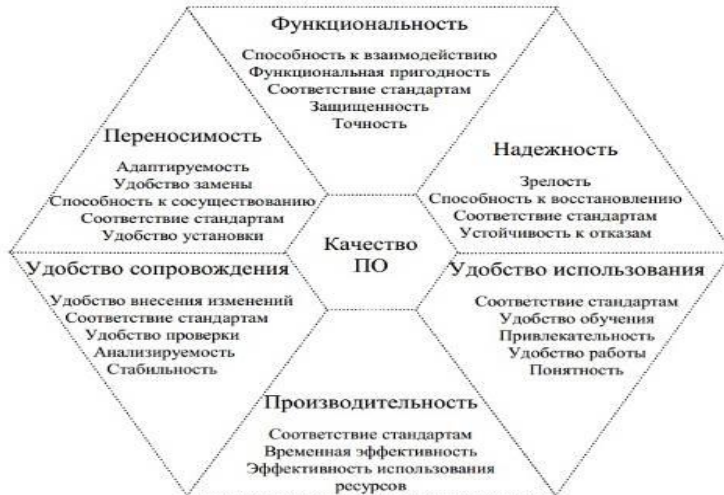 Функциональность
Способность к взаимодействию
Функциональная пригодность
Соответствие стандартам
Защищенность
Точность
Переносимость
Адаптируемость
Удобство замены
Способность к сосуществованию
Соответствие стандартам
Удобство установки
Надежность
Зрелость
Способность к восстановлению
Соответствие стандартам
Устойчивость к отказам
Качество
ПО
Удобство сопровождения
Удобство внесения изменений
Соответствие стандартам
Удобство проверки
Анализируемость
Стабильность
Удобство использования
Соответствие стандартам
Удобство обучения
Привлекательность
Удобство работы
Понятность
Производительность
Соответствие стандартам
Временная эффективность
Эффективность использования
ресурсов